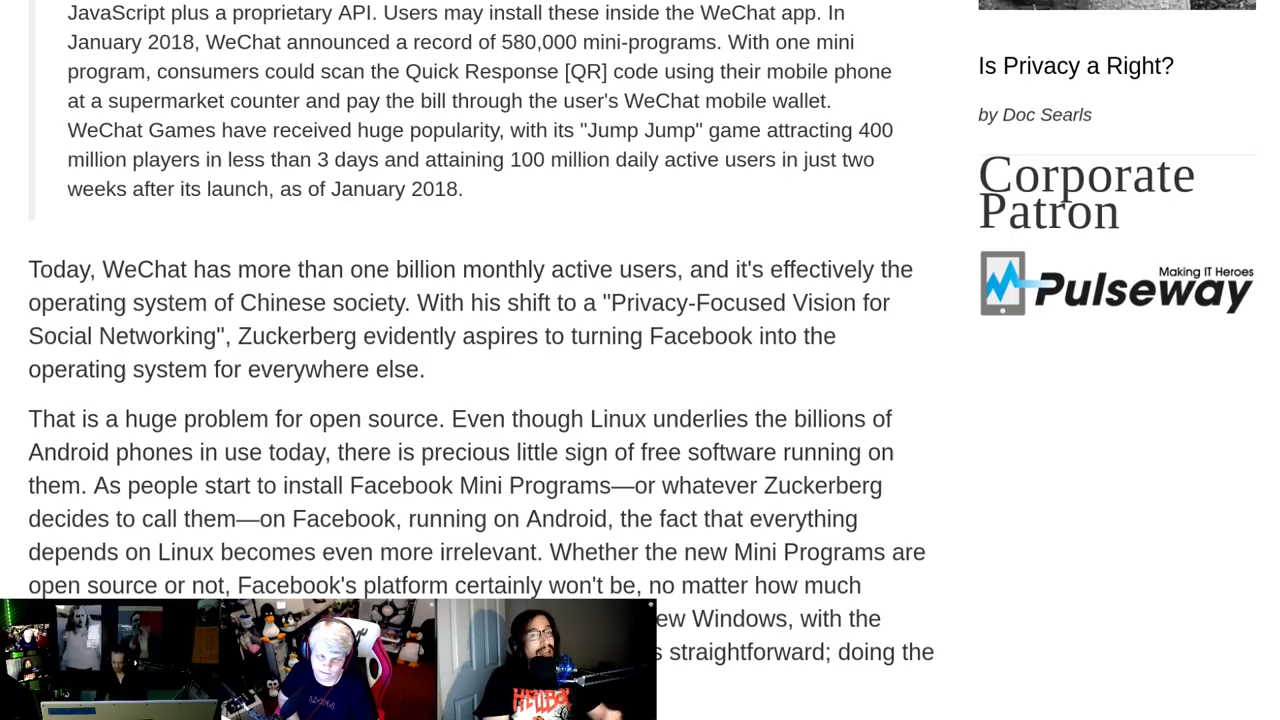 JavaScript plus a proprietary API. Users may install these inside the WeChat app. In
January 2018, WeChat announced a record of 580,000 mini-programs. With one mini
program, consumers could scan the Quick Response [QR] code using their mobile phone
at a supermarket counter and pay the bill through the user's WeChat mobile wallet.
WeChat Games have received huge popularity, with its "Jump Jump" game attracting 400
million players in less than 3 days and attaining 100 million daily active users in just two
weeks after its launch, as of January 2018.
Today, WeChat has more than one billion monthly active users, and it's effectively the
operating system of Chinese society. With his shift to a "Privacy-Focused Vision for
Social Networking", Zuckerberg evidently aspires to turning Facebook into the
operating system for everywhere else.
That is a huge problem for open source. Even though Linux underlies the billions of
Android phones in use today, there is precious little sign of free software running on
them. As people start to install Facebook Mini Programs—or whatever Zuckerberg
decides to call them—on Facebook, running on Android, the fact that everything
depends on Linux becomes even more irrelevant. Whether the new Mini Programs are
open source or not, Facebook's platform certainly won't be, no matter how much
ew Windows, with the
s straightforward; doing the
Is Privacy a Right?
by Doc Searls
Corporate
Patron
Making IT Heroes
Pulseway